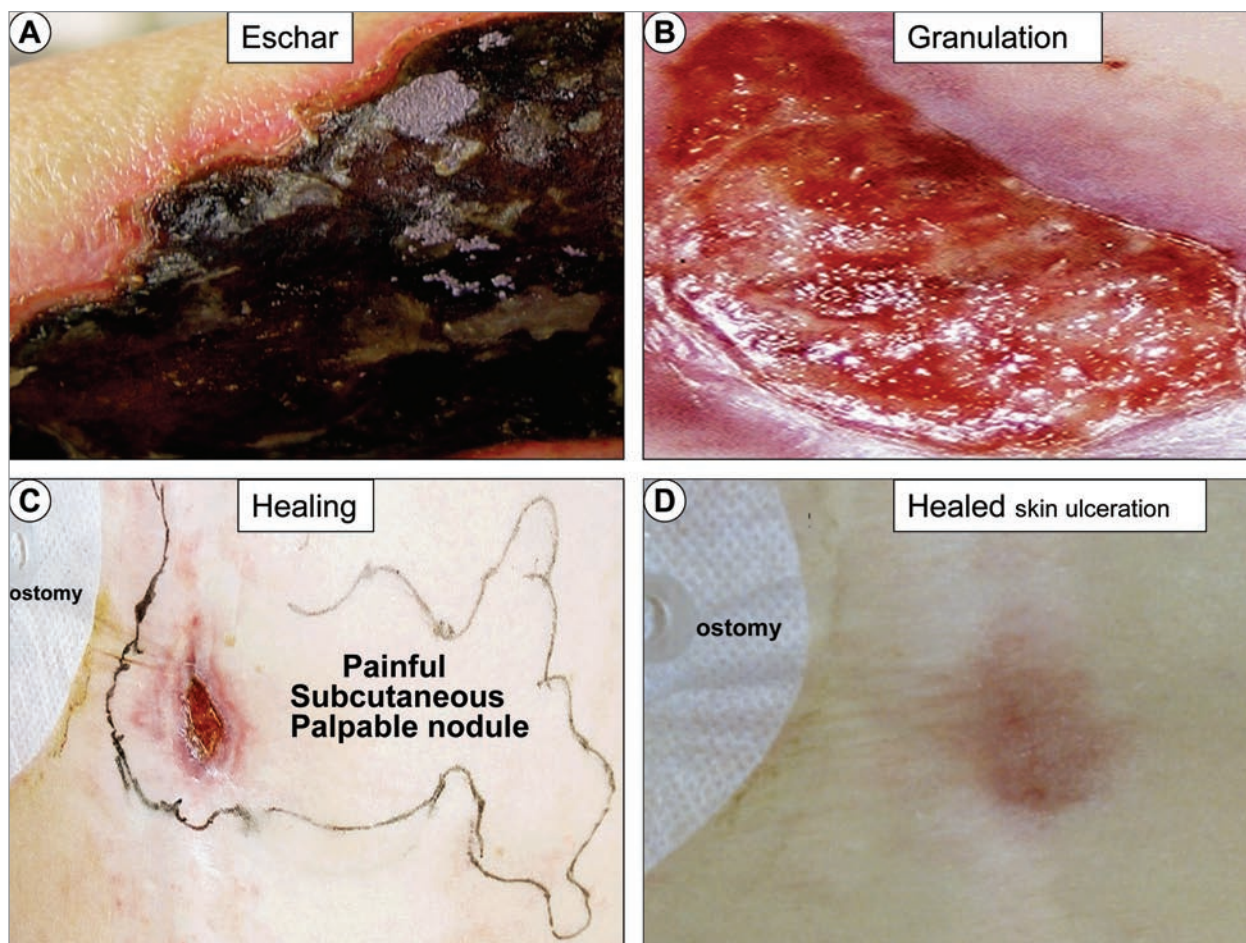 A
Eschar
B
Granulation
C
Healing
ostomy
Painful
Subcutaneous
Palpable nodule
D
Healed skin ulceration
ostomy